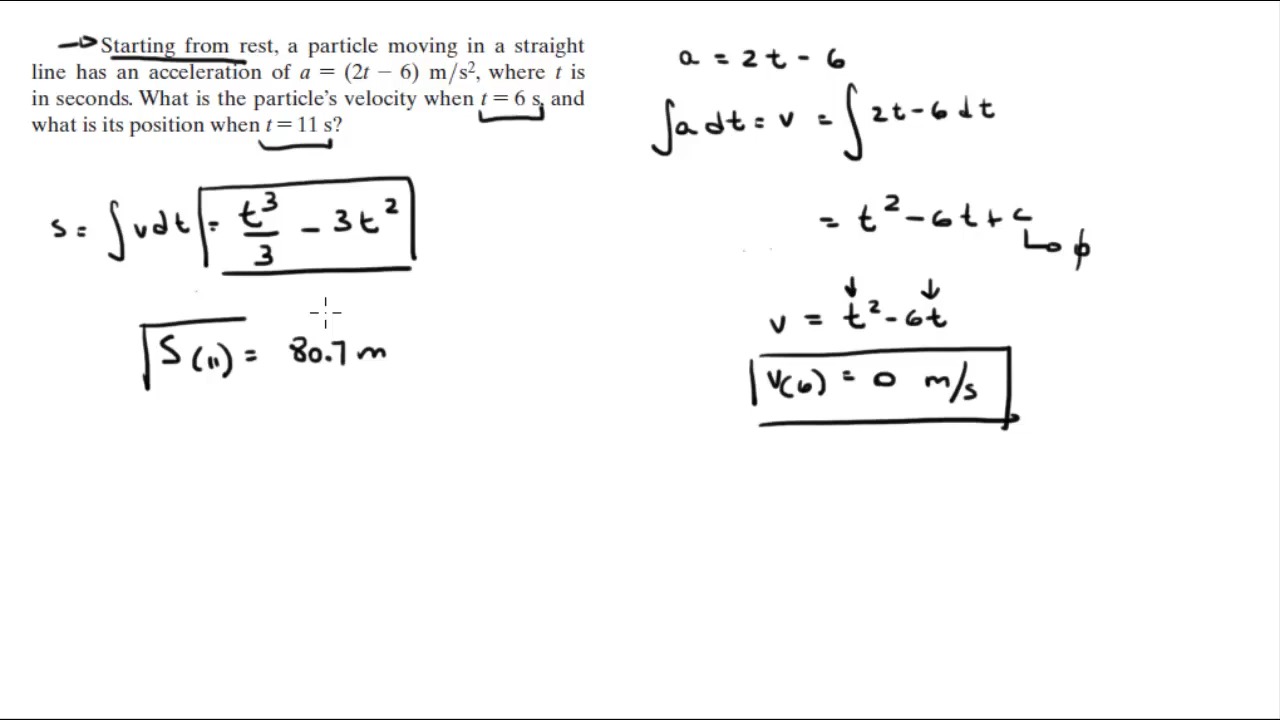 Starting from rest, a particle moving in a straight
line has an acceleration of a = (2t − 6) m/s², where t is
in seconds. What is the particle's velocity when t = 6 s, and
what is its position when t = 11 s?
s = ∫vdt = t³/3 − 3t²
S(11) = 80.7 m
a = 2t − 6
∫a dt = v = ∫2t − 6 dt
= t² − 6t + c
ϕ
v = t² − 6t
V(6) = 0 m/s